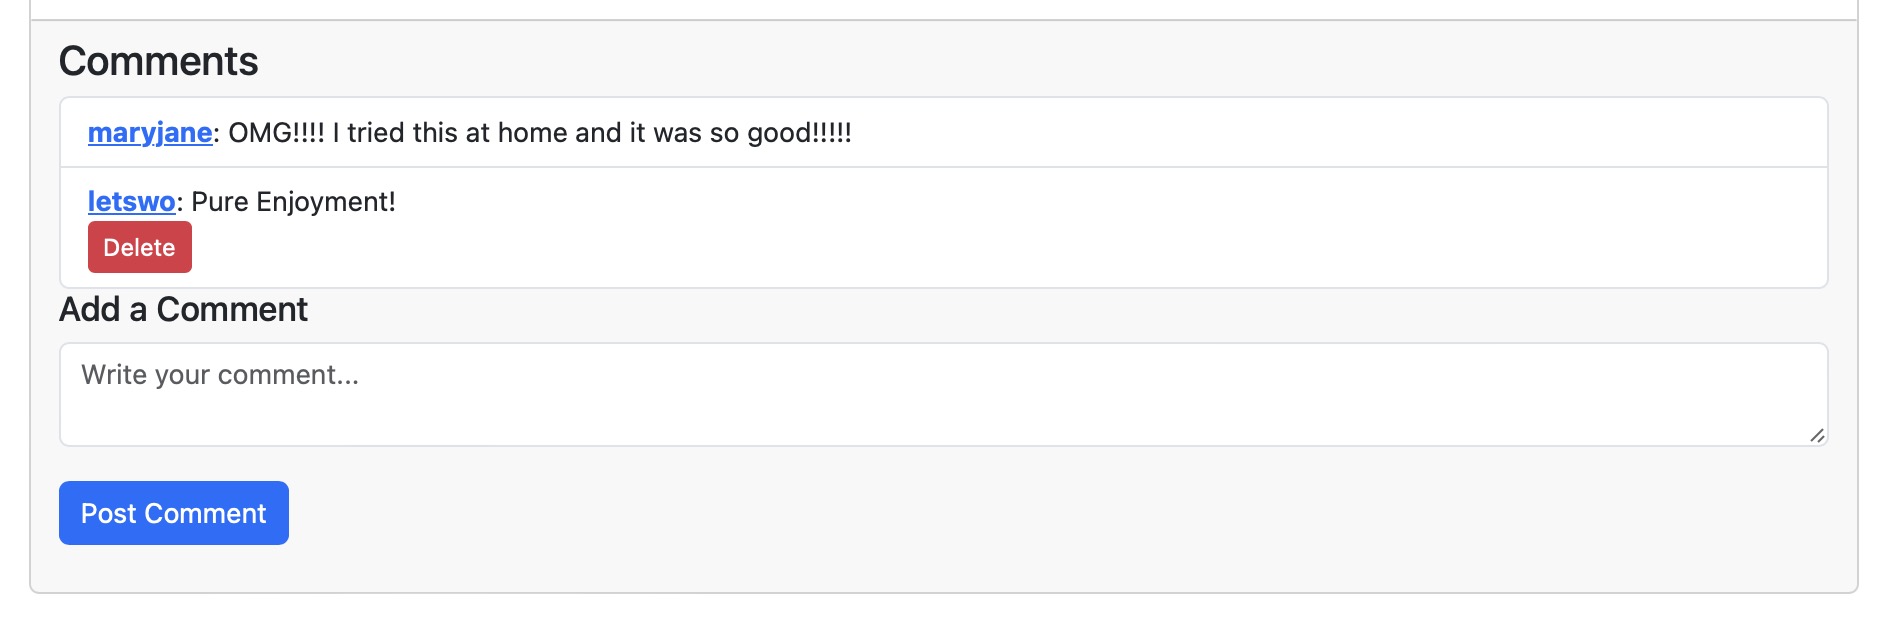 Comments
maryjane: OMG!!!! I tried this at home and it was so good!!!!!
letswo: Pure Enjoyment!
Delete
Add a Comment
Write your comment...
Post Comment